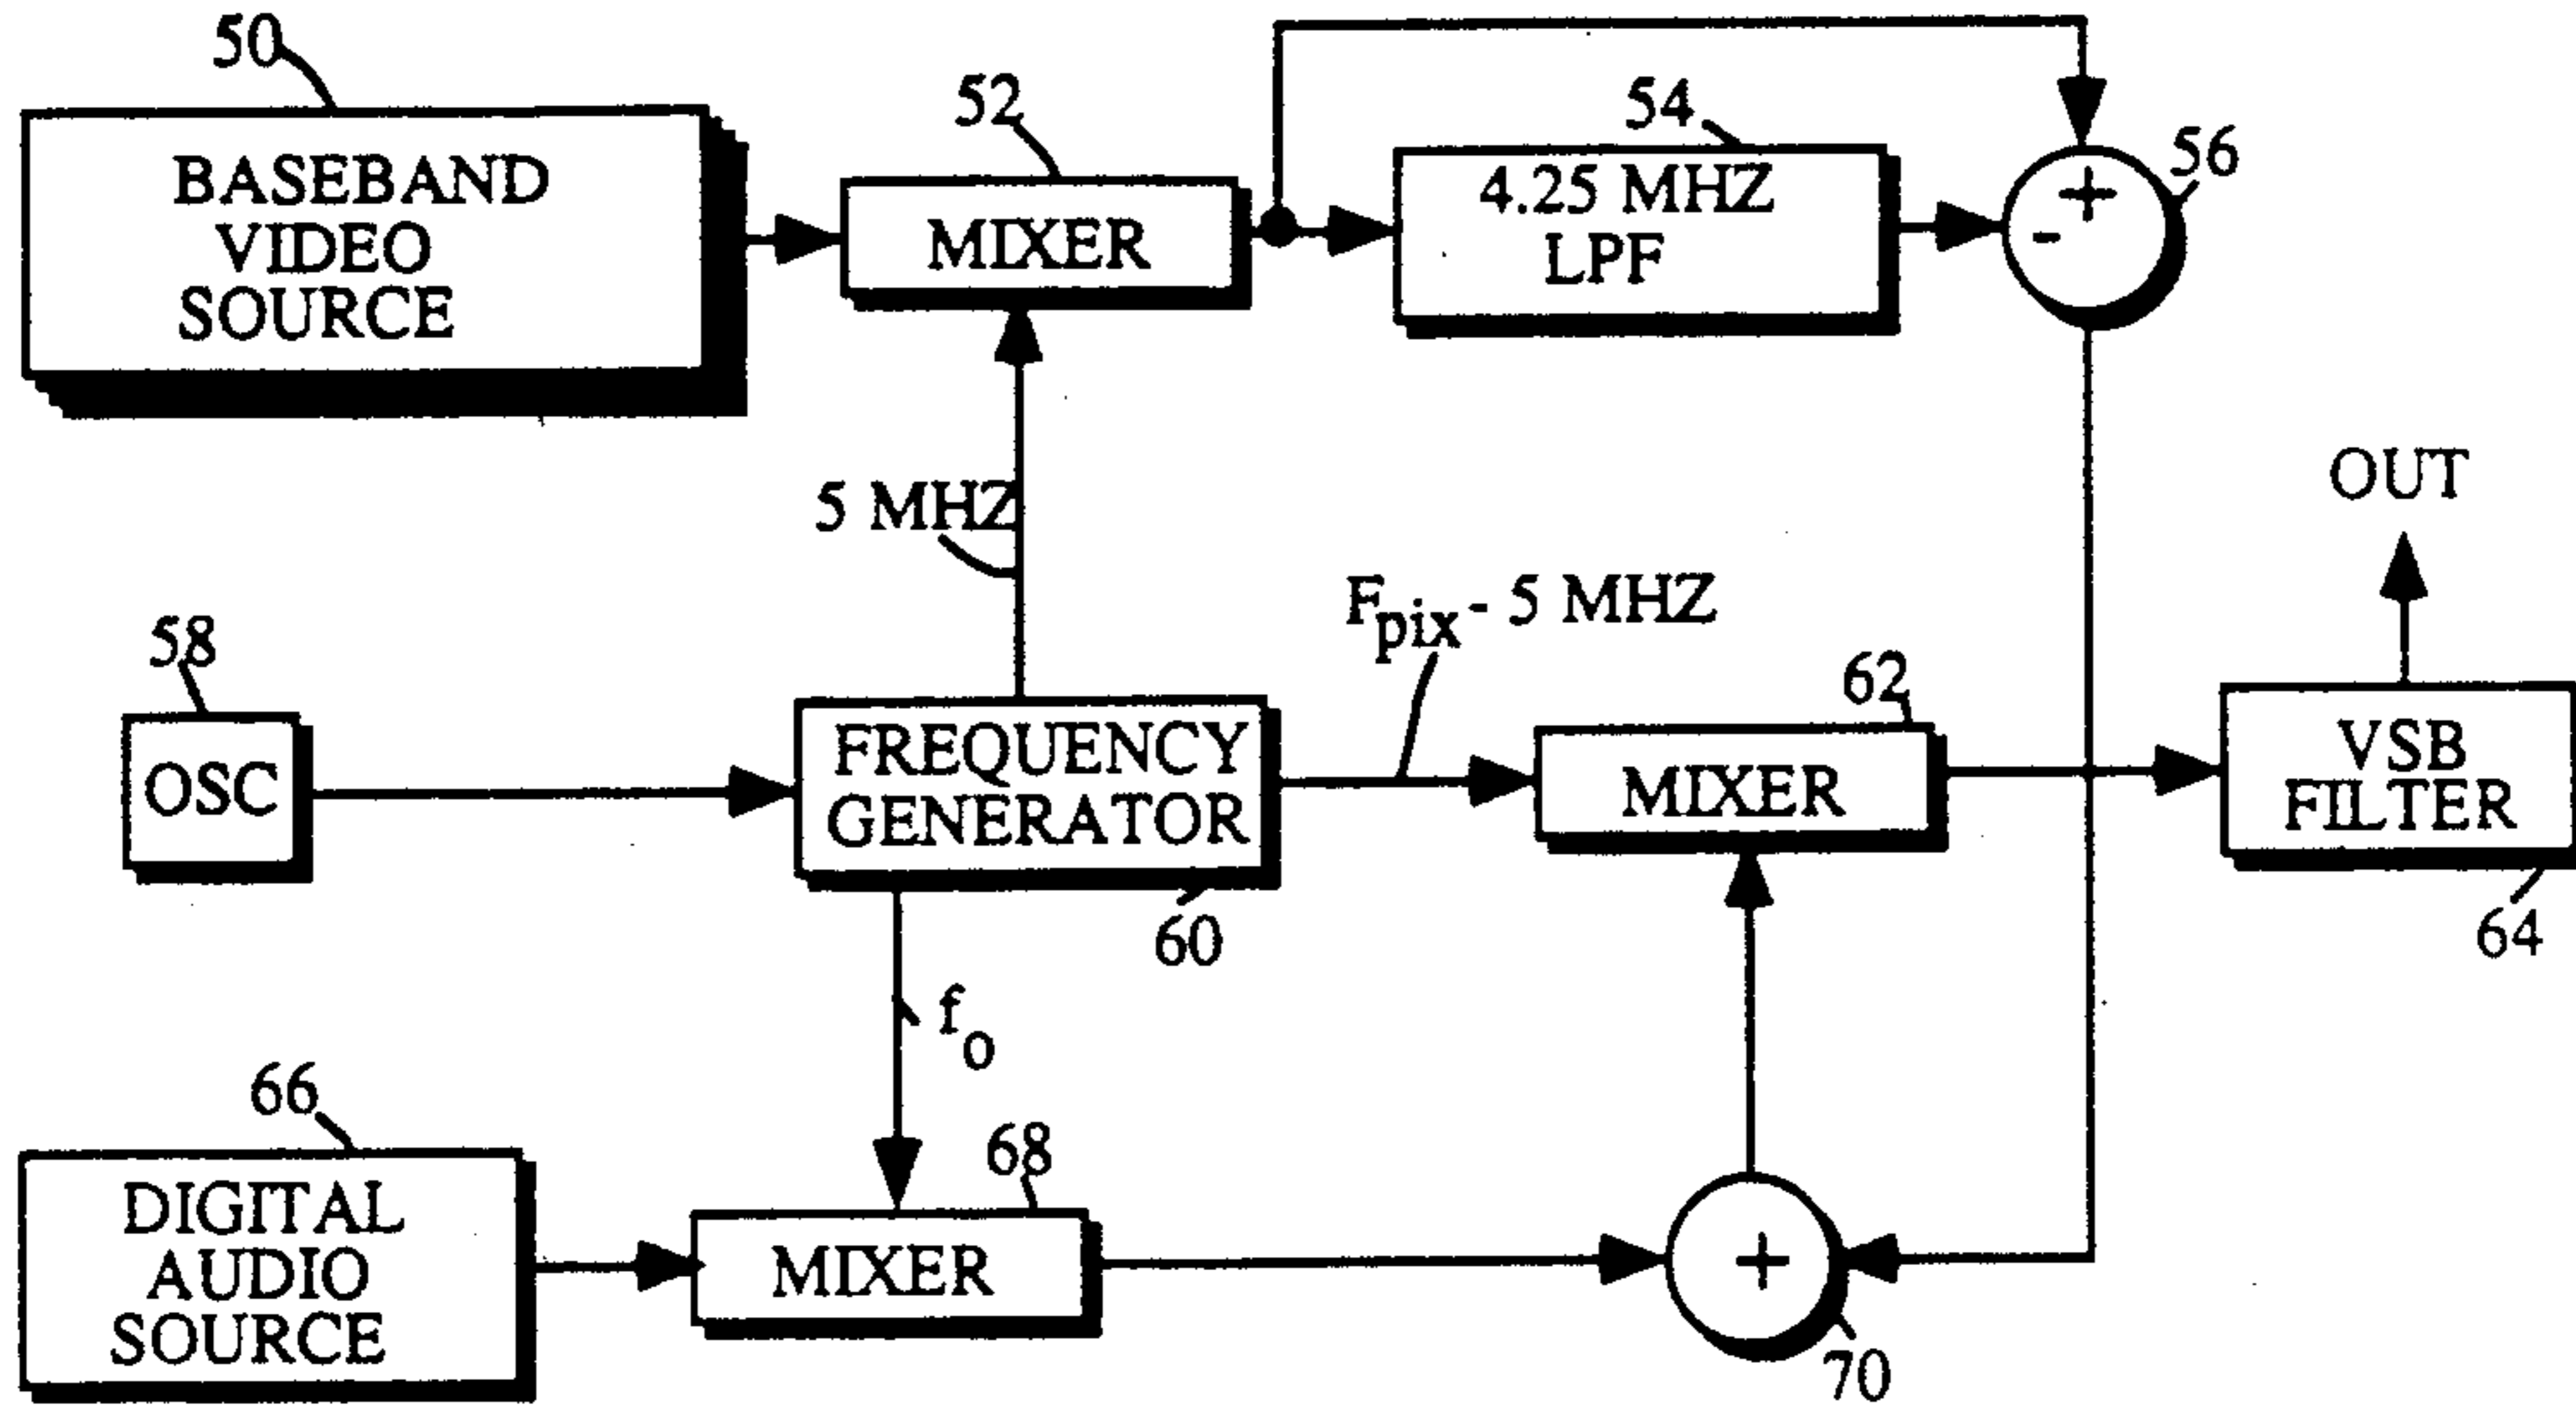 50
BASEBAND
VIDEO
SOURCE
52
MIXER
54
4.25 MHZ
LPF
56
+
-
5 MHZ
OUT
58
OSC
FREQUENCY
GENERATOR
60
Fpix - 5 MHZ
62
MIXER
VSB
FILTER
64
fo
66
DIGITAL
AUDIO
SOURCE
68
MIXER
+
70